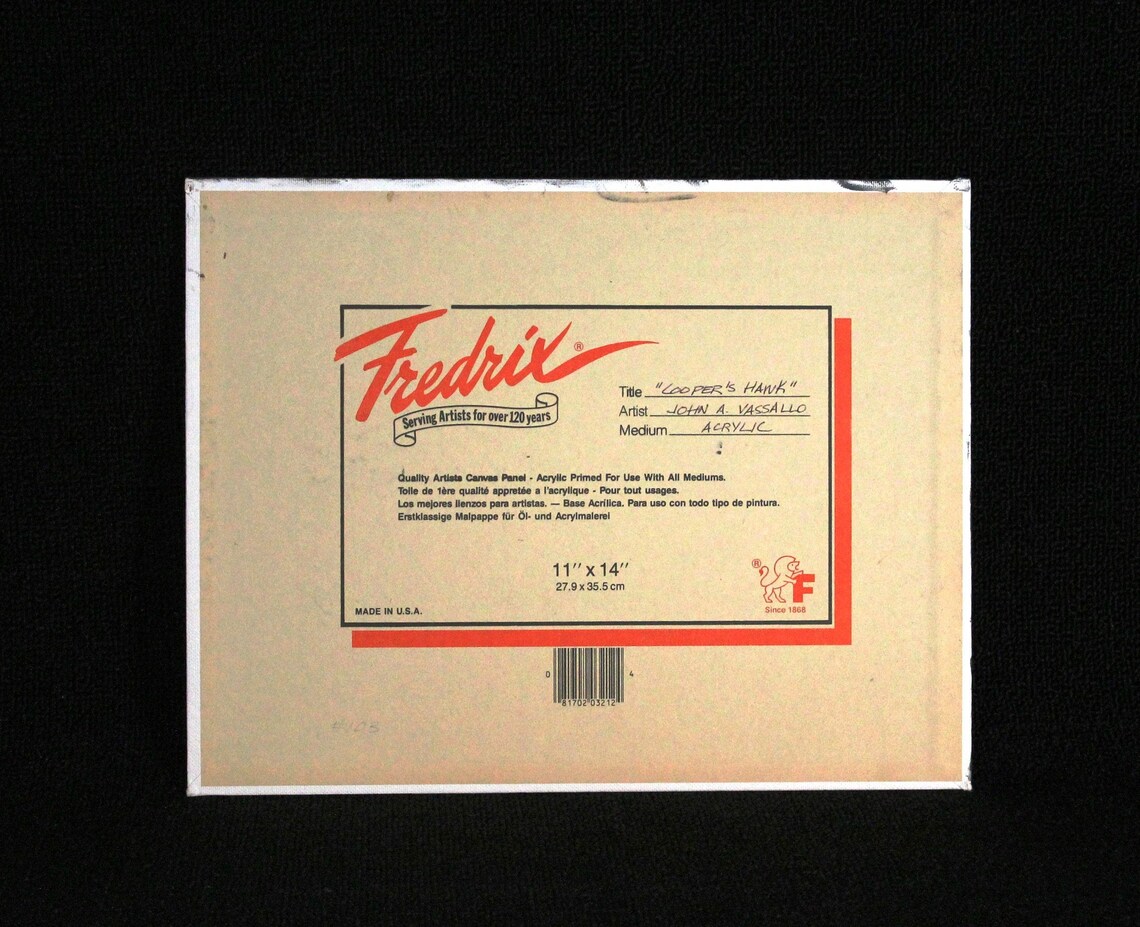 Fredrix®
Serving Artists for over 120 years
Title "COOPER'S HAWK"
Artist JOHN A. VASSALLO
Medium ACRYLIC
Quality Artists Canvas Panel - Acrylic Primed For Use With All Mediums.
Toile de 1ère qualité appretée a l'acrylique - Pour tout usages.
Los mejores lienzos para artistas. — Base Acrílica. Para uso con todo tipo de pintura.
Erstklassige Malpappe für Öl- und Acrylmalerei
11" x 14"
27.9 x 35.5 cm
® F
Since 1868
MADE IN U.S.A.
0 81702 03212 4